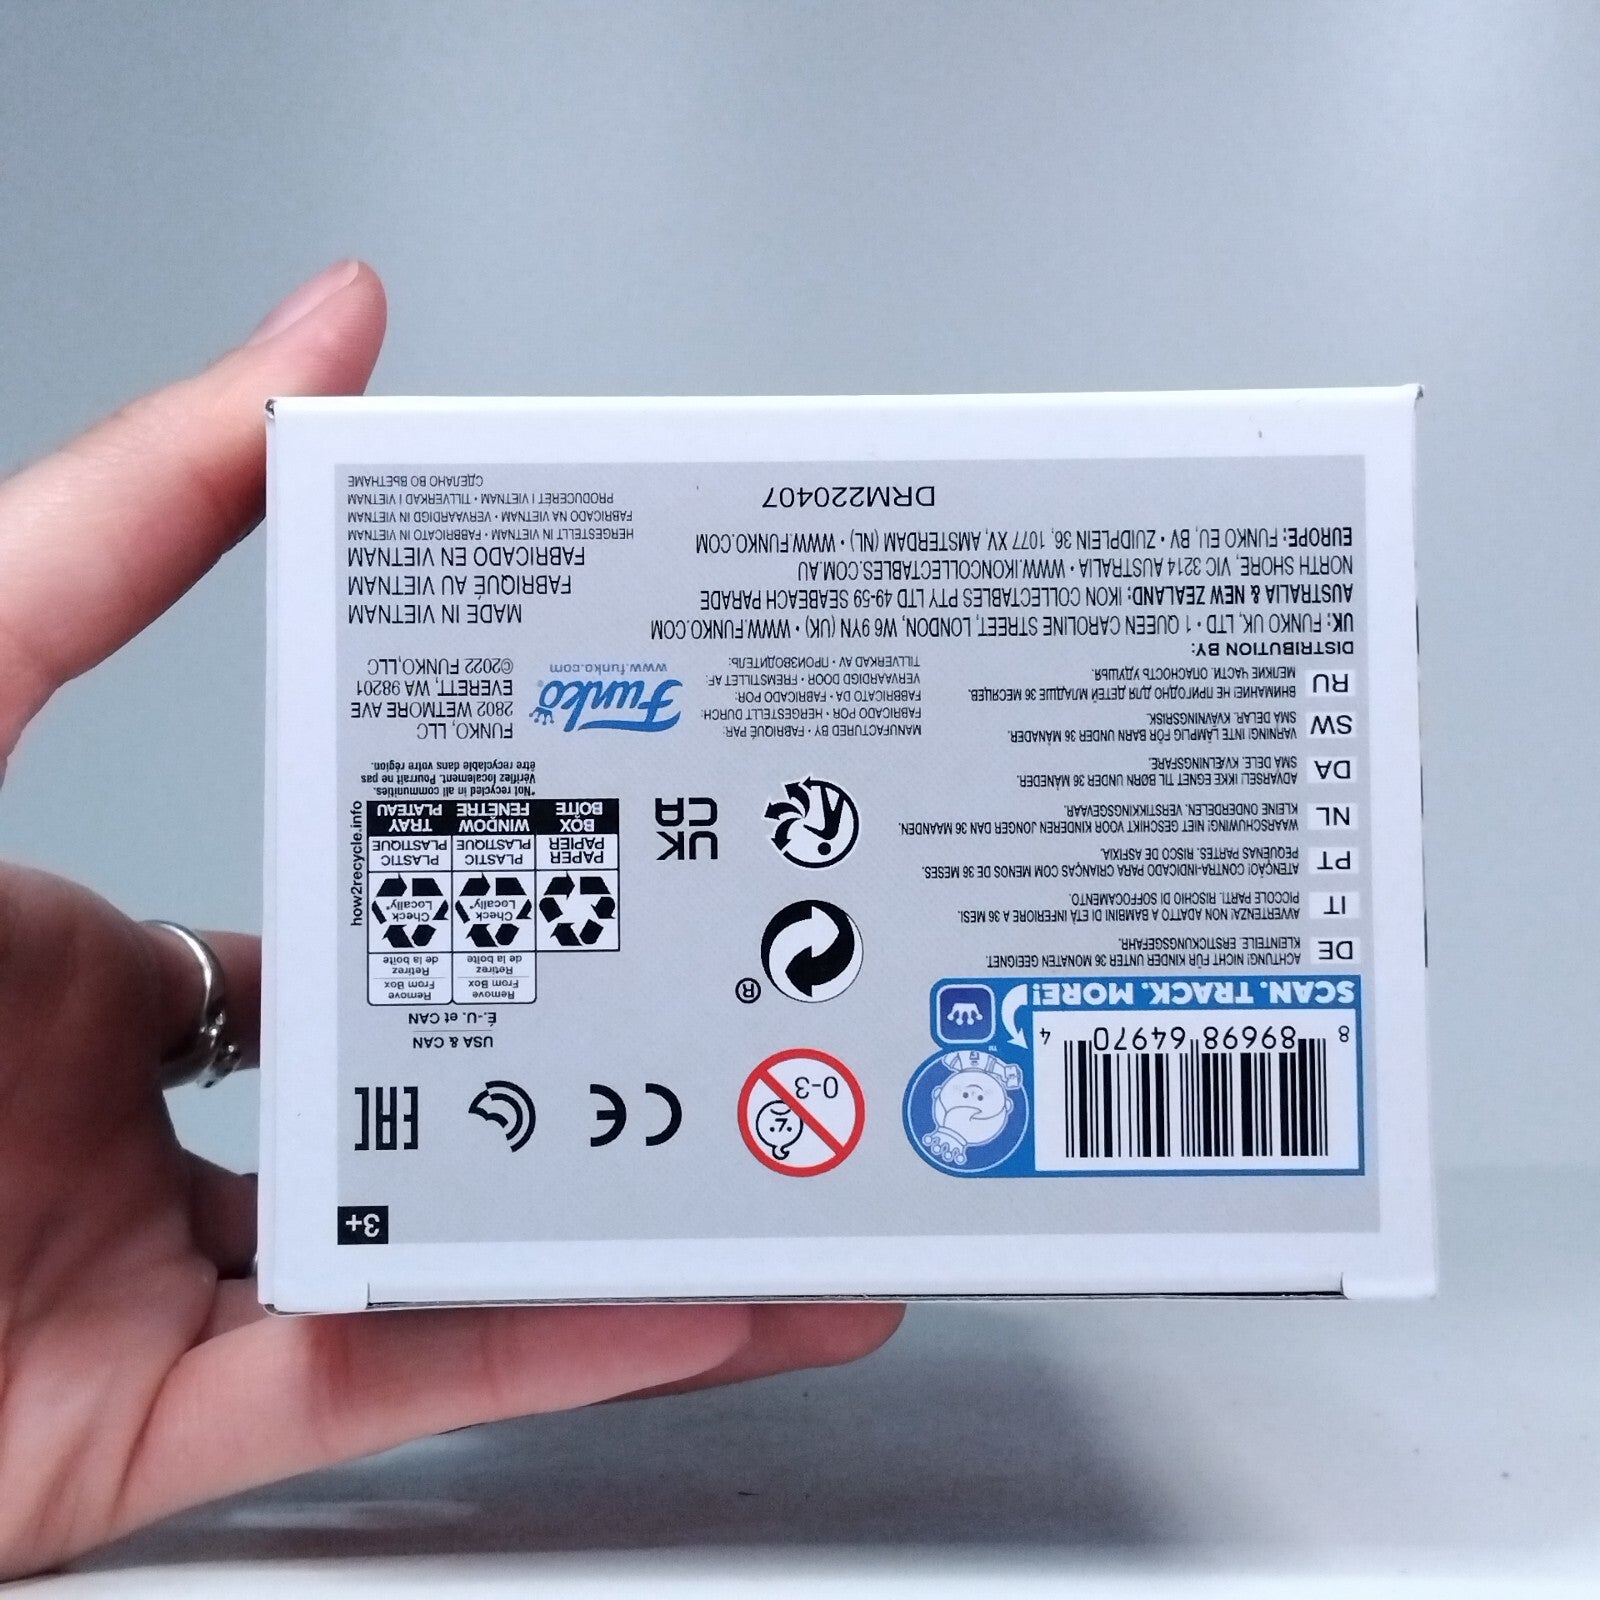 3+
8 89698 64970 4
SCAN. TRACK. MORE!
™
0-3
CE
EAC
USA & CAN
É.-U. et CAN
Remove
From Box
Retirez
de la boîte
Remove
From Box
Retirez
de la boîte
Check
Locally*
Check
Locally*
PAPER
PAPIER
BOX
BOÎTE
PLASTIC
PLASTIQUE
WINDOW
FENÊTRE
PLASTIC
PLASTIQUE
TRAY
PLATEAU
how2recycle.info
*Not recycled in all communities.
Vérifiez localement. Pourrait ne pas
être recyclable dans votre région.
®
UK
CA
DE
ACHTUNG! NICHT FÜR KINDER UNTER 36 MONATEN GEEIGNET.
KLEINTEILE. ERSTICKUNGSGEFAHR.
IT
AVVERTENZA! NON ADATTO A BAMBINI DI ETÀ INFERIORE A 36 MESI.
PICCOLE PARTI. RISCHIO DI SOFFOCAMENTO.
PT
ATENÇÃO! CONTRA-INDICADO PARA CRIANÇAS COM MENOS DE 36 MESES.
PEQUENAS PARTES. RISCO DE ASFIXIA.
NL
WAARSCHUWING! NIET GESCHIKT VOOR KINDEREN JONGER DAN 36 MAANDEN.
KLEINE ONDERDELEN. VERSTIKKINGSGEVAAR.
DA
ADVARSEL! IKKE EGNET TIL BØRN UNDER 36 MÅNEDER.
SMÅ DELE. KVÆLNINGSFARE.
SW
VARNING! INTE LÄMPLIG FÖR BARN UNDER 36 MÅNADER.
SMÅ DELAR. KVÄVNINGSRISK.
RU
ВНИМАНИЕ! НЕ ПРИГОДНО ДЛЯ ДЕТЕЙ МЛАДШЕ 36 МЕСЯЦЕВ.
МЕЛКИЕ ЧАСТИ. ОПАСНОСТЬ УДУШЬЯ.
MANUFACTURED BY • FABRIQUÉ PAR:
FABRICADO POR • HERGESTELLT DURCH:
FABBRICATO DA • FABRICADO POR:
VERVAARDIGD DOOR • FREMSTILLET AF:
TILLVERKAD AV • ПРОИЗВОДИТЕЛЬ:
Funko®
www.funko.com
FUNKO, LLC
2802 WETMORE AVE
EVERETT, WA 98201
©2022 FUNKO,LLC
DISTRIBUTION BY:
UK: FUNKO UK, LTD • 1 QUEEN CAROLINE STREET, LONDON, W6 9YN (UK) • WWW.FUNKO.COM
AUSTRALIA & NEW ZEALAND: IKON COLLECTABLES PTY LTD 49-59 SEABEACH PARADE
NORTH SHORE, VIC 3214 AUSTRALIA • WWW.IKONCOLLECTABLES.COM.AU
EUROPE: FUNKO EU, BV • ZUIDPLEIN 36, 1077 XV, AMSTERDAM (NL) • WWW.FUNKO.COM
DRM220407
MADE IN VIETNAM
FABRIQUÉ AU VIETNAM
FABRICADO EN VIETNAM
HERGESTELLT IN VIETNAM • FABBRICATO IN VIETNAM
FABRICADO NA VIETNAM • VERVAARDIGD IN VIETNAM
PRODUCERET I VIETNAM • TILLVERKAD I VIETNAM
СДЕЛАНО ВО ВЬЕТНАМЕ